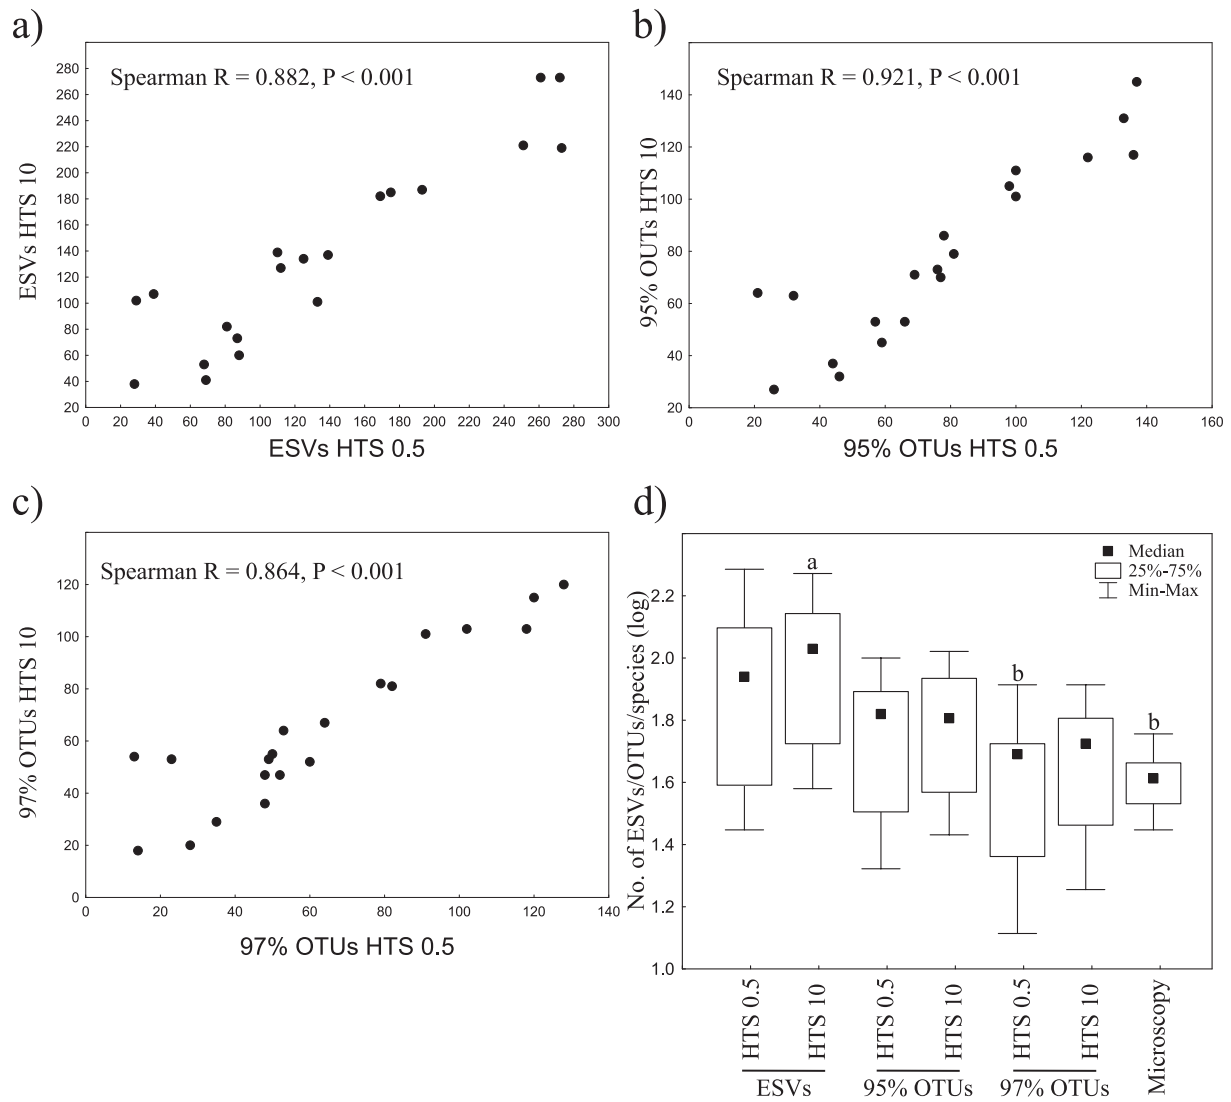 a)
Spearman R = 0.882, P < 0.001
ESVs HTS 10
280
260
240
220
200
180
160
140
120
100
80
60
40
20
0 20 40 60 80 100 120 140 160 180 200 220 240 260 280 300
ESVs HTS 0.5
b)
Spearman R = 0.921, P < 0.001
95% OUTs HTS 10
140
120
100
80
60
40
20
0 20 40 60 80 100 120 140 160
95% OTUs HTS 0.5
c)
Spearman R = 0.864, P < 0.001
97% OTUs HTS 10
120
100
80
60
40
20
0
0 20 40 60 80 100 120 140
97% OTUs HTS 0.5
d)
No. of ESVs/OTUs/species (log)
2.2
2.0
1.8
1.6
1.4
1.2
1.0
a
b
b
Median
25%-75%
Min-Max
HTS 0.5
HTS 10
HTS 0.5
HTS 10
HTS 0.5
HTS 10
Microscopy
ESVs 95% OTUs 97% OTUs